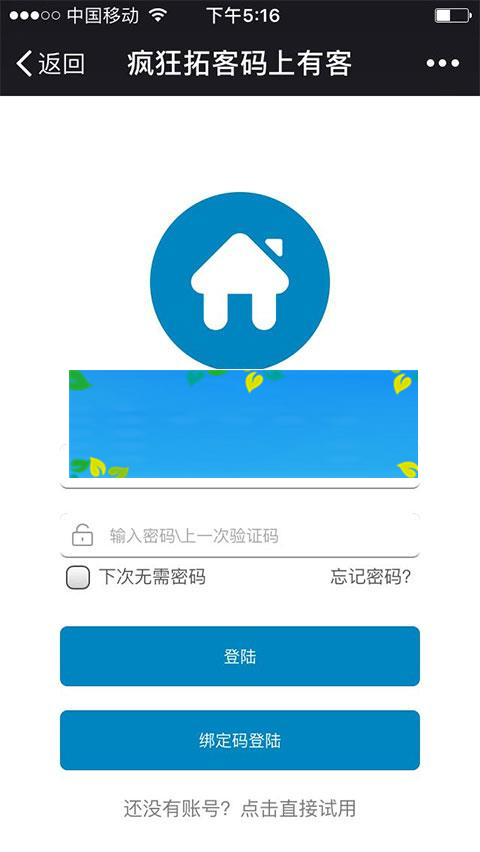 中国移动 下午5:16
返回 疯狂拓客码上有客
输入密码\上一次验证码
下次无需密码 忘记密码?
登陆
绑定码登陆
还没有账号？点击直接试用